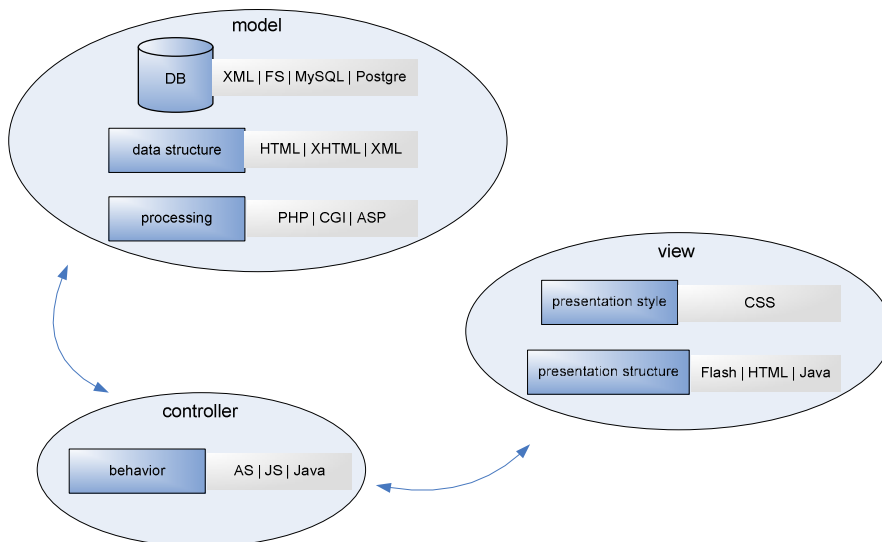 model
DB
XML | FS | MySQL | Postgre
data structure
HTML | XHTML | XML
processing
PHP | CGI | ASP
view
presentation style
CSS
presentation structure
Flash | HTML | Java
controller
behavior
AS | JS | Java